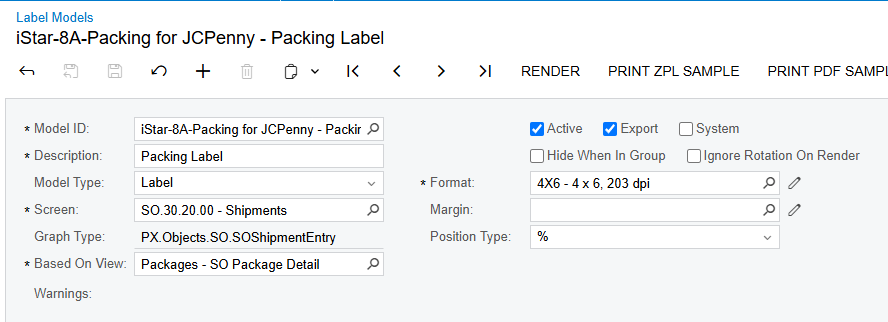 Label Models
iStar-8A-Packing for JCPenny - Packing Label
RENDER PRINT ZPL SAMPLE PRINT PDF SAMPL
* Model ID: iStar-8A-Packing for JCPenny - Packin Active Export System
* Description: Packing Label Hide When In Group Ignore Rotation On Render
Model Type: Label * Format: 4X6 - 4 x 6, 203 dpi
* Screen: SO.30.20.00 - Shipments Margin:
Graph Type: PX.Objects.SO.SOShipmentEntry Position Type: %
* Based On View: Packages - SO Package Detail
Warnings: